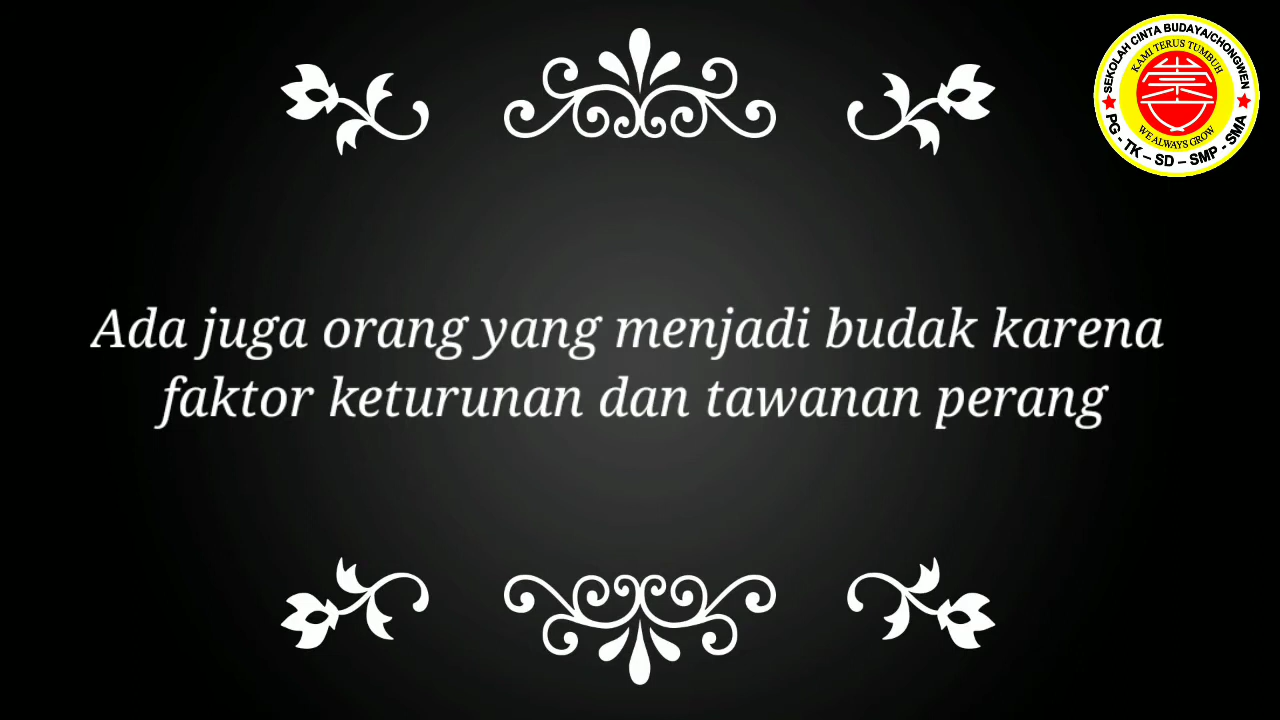 SEKOLAH CINTA BUDAYA/CHONGWEN
KAMI TERUS TUMBUH
WE ALWAYS GROW
PG - TK - SD - SMP - SMA
Ada juga orang yang menjadi budak karena
faktor keturunan dan tawanan perang